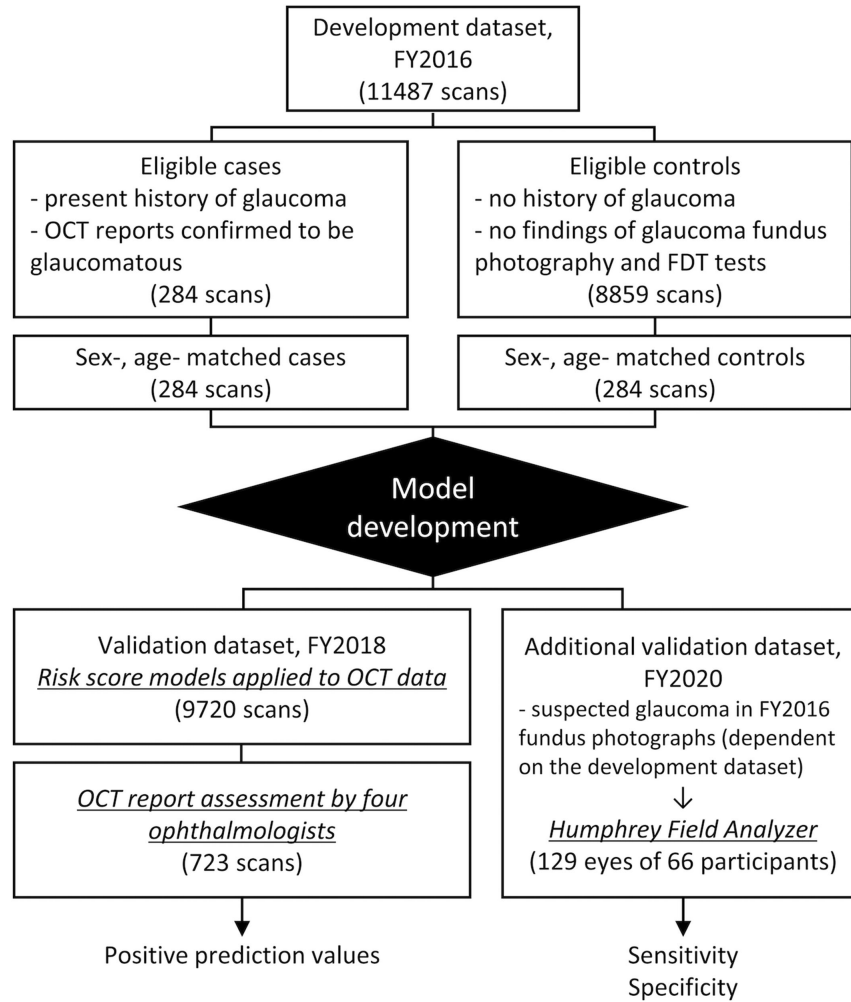 Development dataset,
FY2016
(11487 scans)
Eligible cases
- present history of glaucoma
- OCT reports confirmed to be
glaucomatous
(284 scans)
Eligible controls
- no history of glaucoma
- no findings of glaucoma fundus
photography and FDT tests
(8859 scans)
Sex-, age- matched cases
(284 scans)
Sex-, age- matched controls
(284 scans)
Model
development
Validation dataset, FY2018
Risk score models applied to OCT data
(9720 scans)
OCT report assessment by four
ophthalmologists
(723 scans)
Positive prediction values
Additional validation dataset,
FY2020
- suspected glaucoma in FY2016
fundus photographs (dependent
on the development dataset)
↓
Humphrey Field Analyzer
(129 eyes of 66 participants)
Sensitivity
Specificity